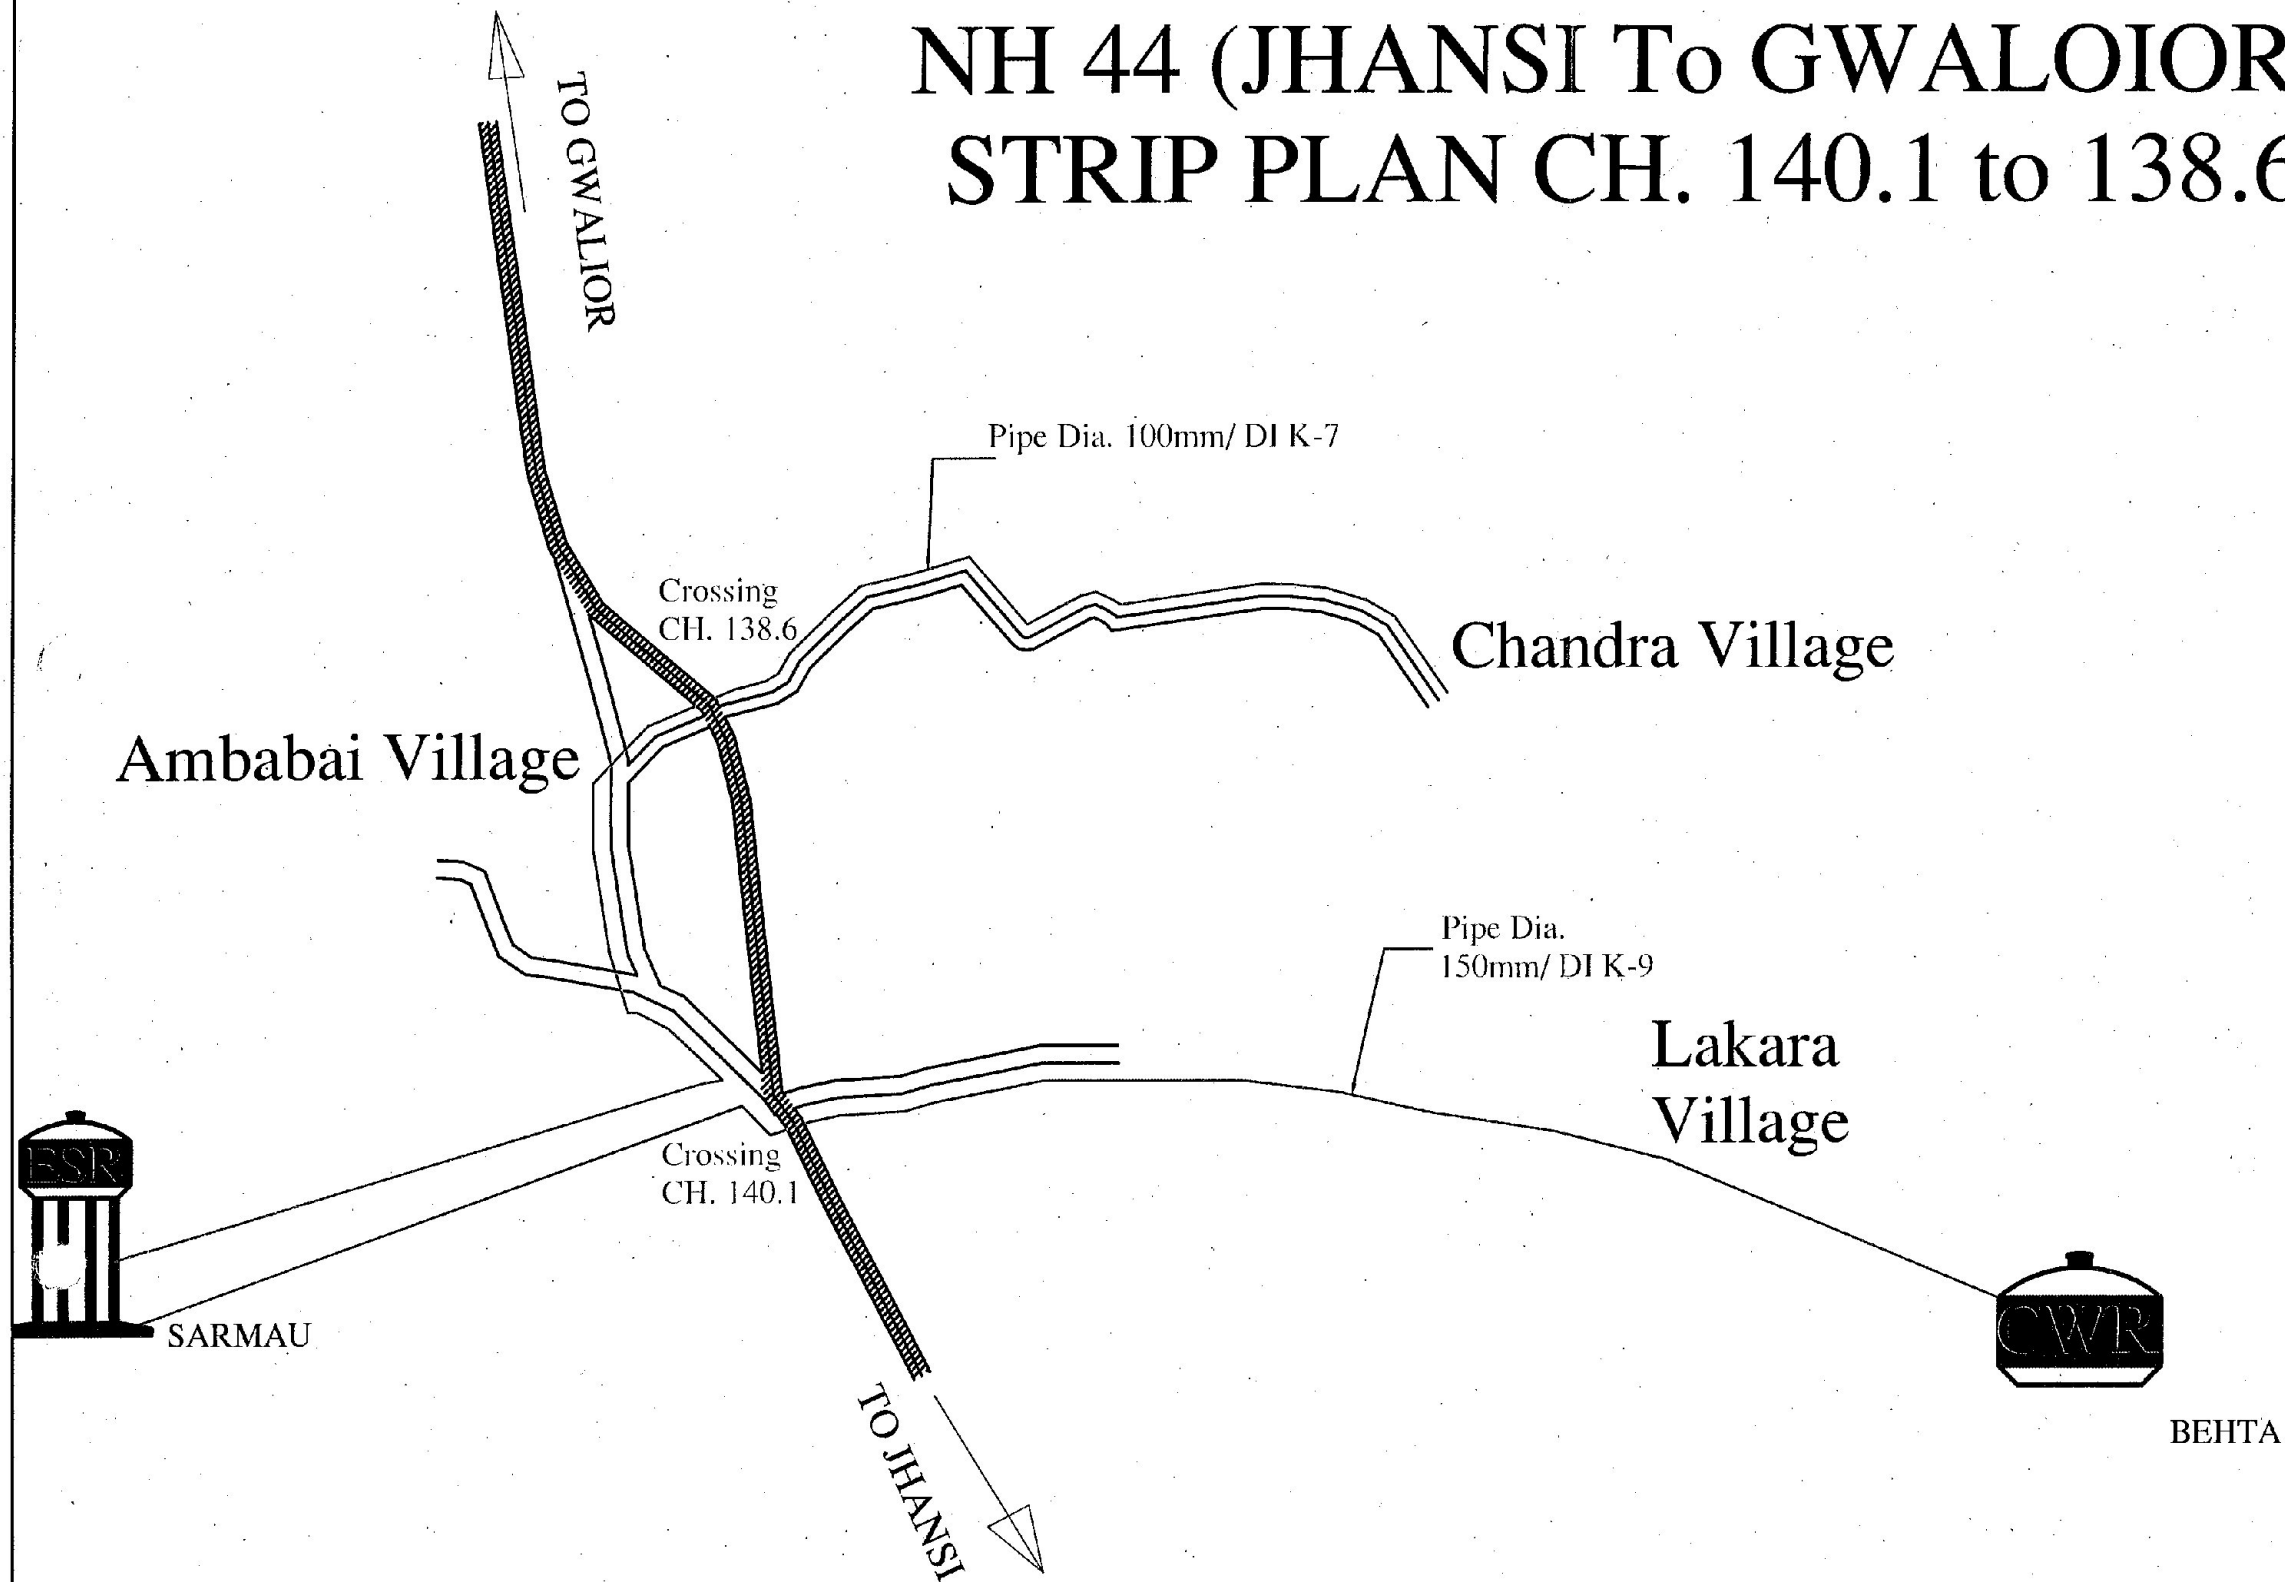 NH 44 (JHANSI To GWALOIOR
STRIP PLAN CH. 140.1 to 138.6
TO GWALIOR
Pipe Dia. 100mm/ DI K-7
Crossing
CH. 138.6
Chandra Village
Ambabai Village
Pipe Dia.
150mm/ DI K-9
Lakara
Village
ESR
Crossing
CH. 140.1
SARMAU
CWR
BEHTA
TO JHANSI